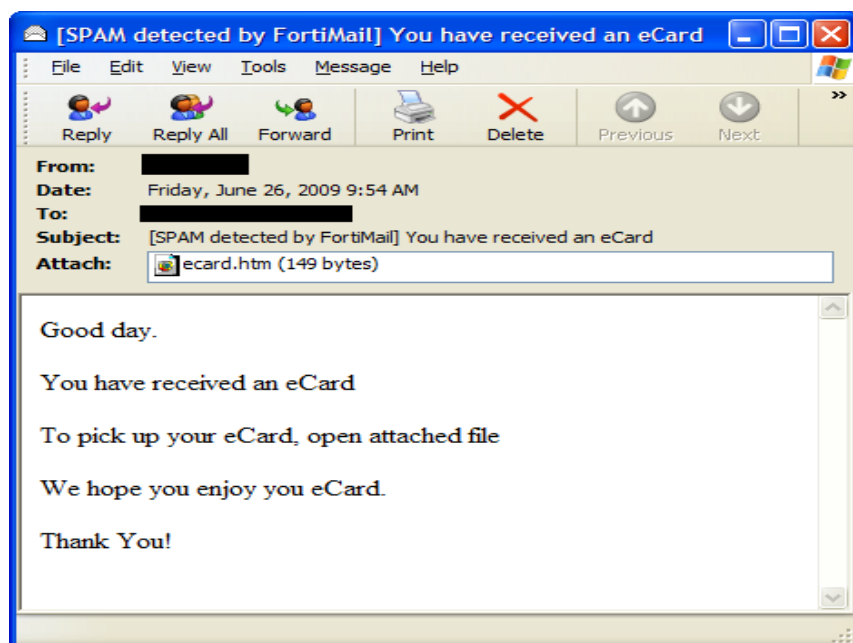 [SPAM detected by FortiMail] You have received an eCard
File Edit View Tools Message Help
Reply Reply All Forward Print Delete Previous Next »
From:
Date: Friday, June 26, 2009 9:54 AM
To:
Subject: [SPAM detected by FortiMail] You have received an eCard
Attach: ecard.htm (149 bytes)
Good day.
You have received an eCard
To pick up your eCard, open attached file
We hope you enjoy you eCard.
Thank You!